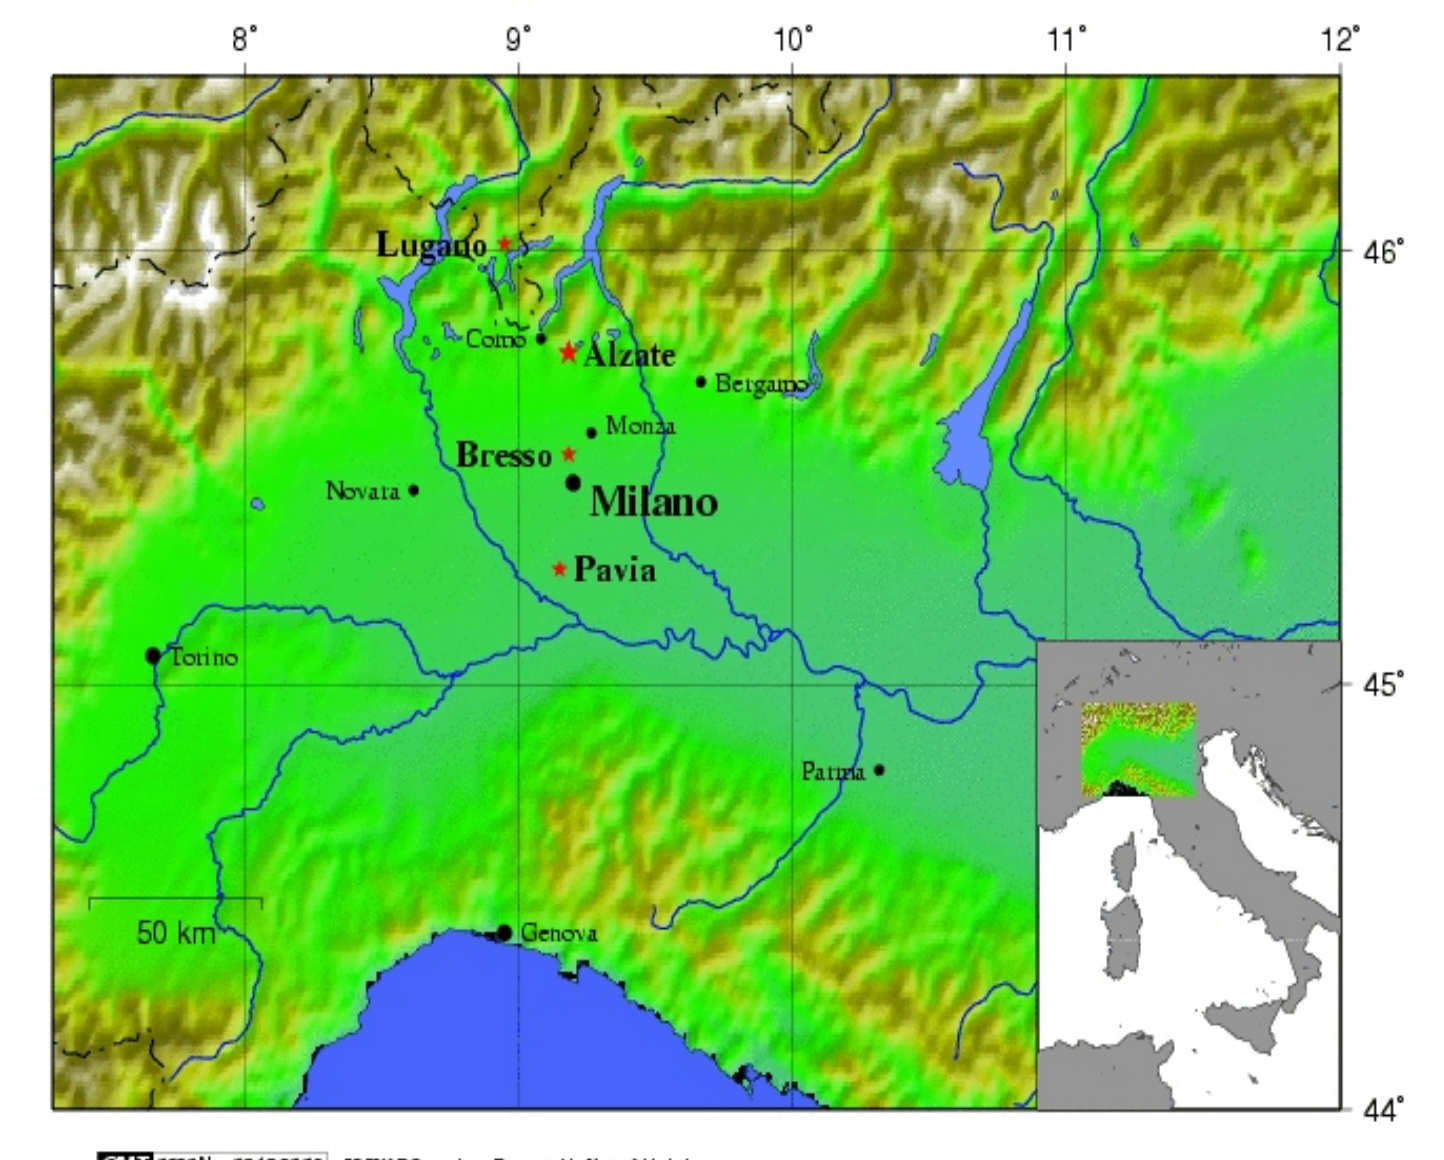 8° 9° 10° 11° 12°
Lugano
46°
Como
Alzate
Bergamo
Monza
Bresso
Novara
Milano
Pavia
Torino
45°
Parma
50 km
Genova
44°